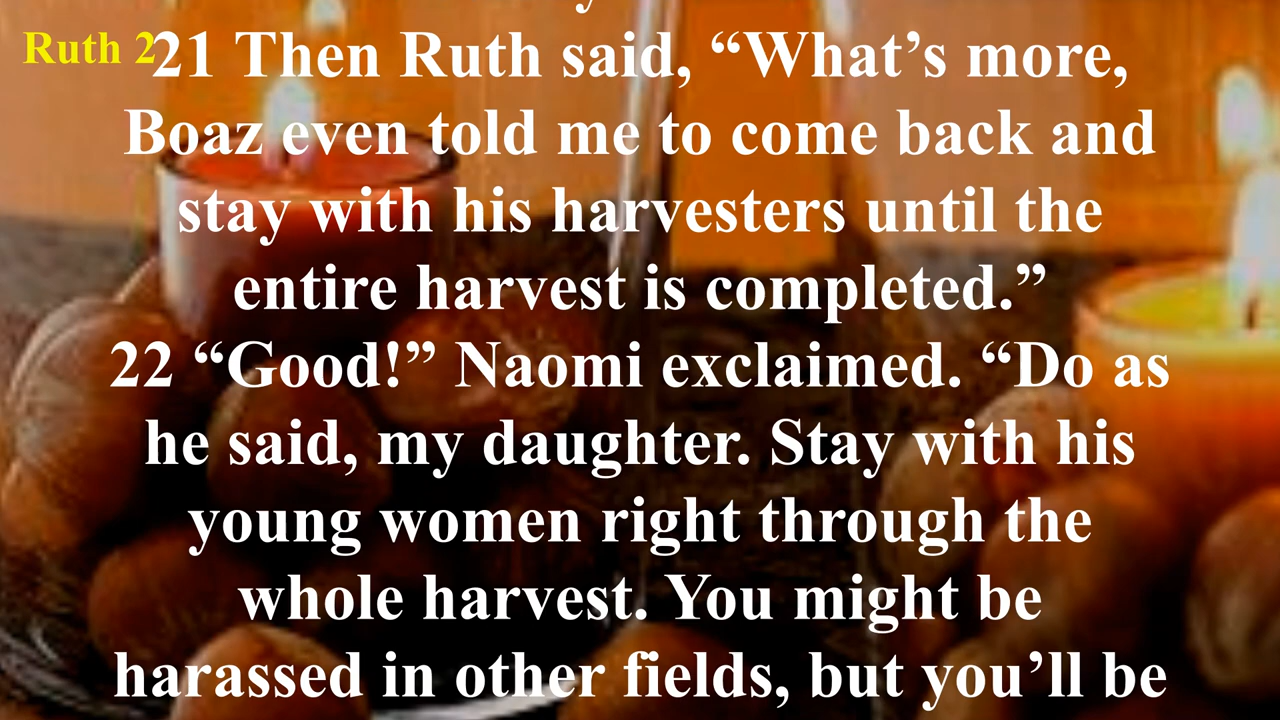 Ruth 2
21 Then Ruth said, “What’s more,
Boaz even told me to come back and
stay with his harvesters until the
entire harvest is completed.”
22 “Good!” Naomi exclaimed. “Do as
he said, my daughter. Stay with his
young women right through the
whole harvest. You might be
harassed in other fields, but you’ll be